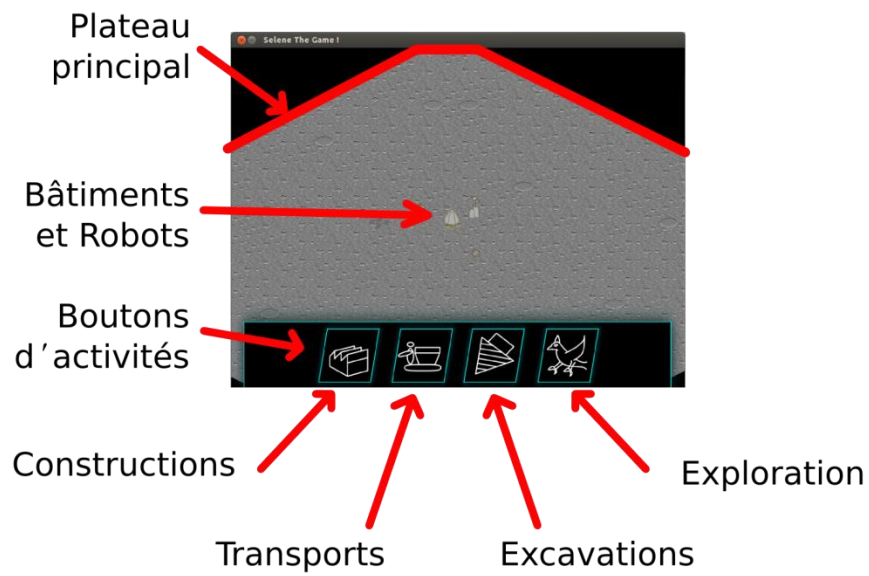 Plateau
principal
Selene The Game !
Bâtiments
et Robots
Boutons
d´activités
Constructions
Exploration
Transports
Excavations